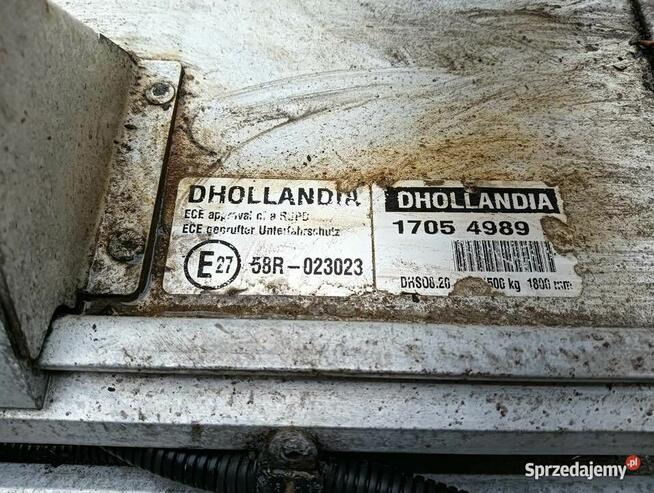 DHOLLANDIA
ECE approval of a RUPD
ECE geprüfter Unterfahrschutz
E27 58R-023023
DHOLLANDIA
1705 4989
DHS08.20 500 kg 1800 mm
Sprzedajemy.pl